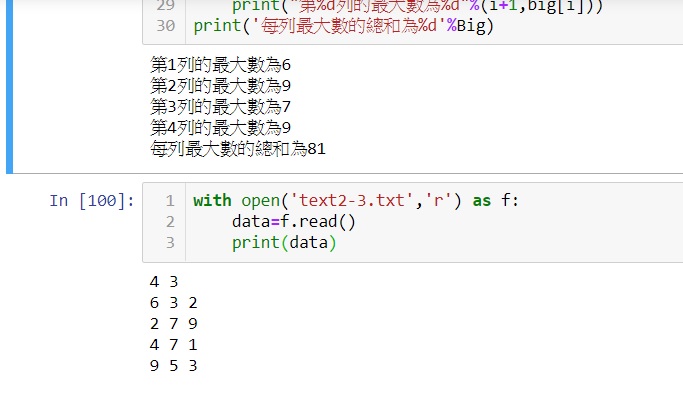 29 print("第%d列的最大數為%d"%(i+1,big[i]))
30 print('每列最大數的總和為%d'%Big)
第1列的最大數為6
第2列的最大數為9
第3列的最大數為7
第4列的最大數為9
每列最大數的總和為81
In [100]: 1 with open('text2-3.txt','r') as f:
2 data=f.read()
3 print(data)
4 3
6 3 2
2 7 9
4 7 1
9 5 3